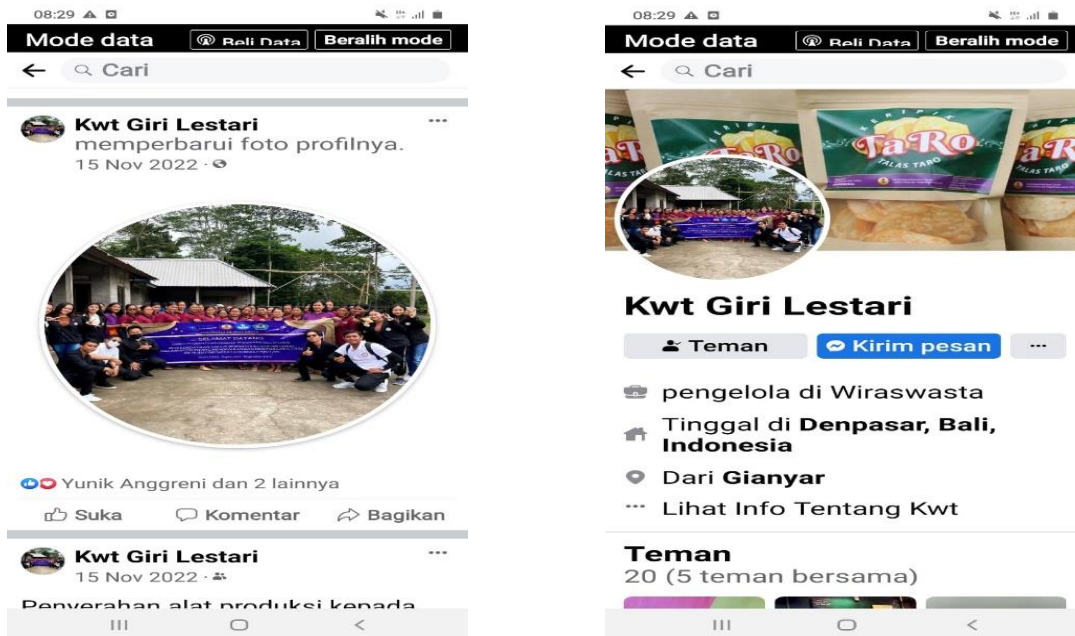 08:29
Mode data
Beli Data
Beralih mode
Cari
Kwt Giri Lestari
memperbarui foto profilnya.
15 Nov 2022
SELAMAT DATANG
Yunik Anggreni dan 2 lainnya
Suka
Komentar
Bagikan
Kwt Giri Lestari
15 Nov 2022
Penyerahan alat produksi kepada
08:29
Mode data
Beli Data
Beralih mode
Cari
KERIPIK
TaRo
TALAS TARO
Kwt Giri Lestari
Teman
Kirim pesan
pengelola di Wiraswasta
Tinggal di Denpasar, Bali,
Indonesia
Dari Gianyar
Lihat Info Tentang Kwt
Teman
20 (5 teman bersama)